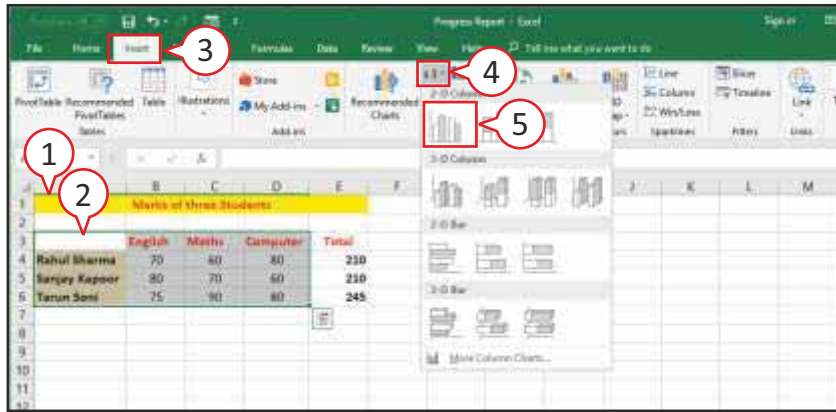 Progress Report - Excel
Sign in
File Home Insert Formulas Data Review View Help Tell me what you want to do
3
4
5
PivotTable Recommended PivotTables Table
Illustrations
Store
My Add-ins
Recommended Charts
Line
Column
Win/Loss
Slicer
Timeline
Link
Tables
Add-ins
Sparklines
Filters
Links
2-D Column
3-D Column
2-D Bar
3-D Bar
More Column Charts...
1
2
fx
B C D E F J K L M
1 Marks of three Students
2
3 English Maths Computer Total
4 Rahul Sharma 70 60 80 210
5 Sanjay Kapoor 80 70 60 210
6 Tarun Soni 75 90 80 245
7
8
9
10
11
12